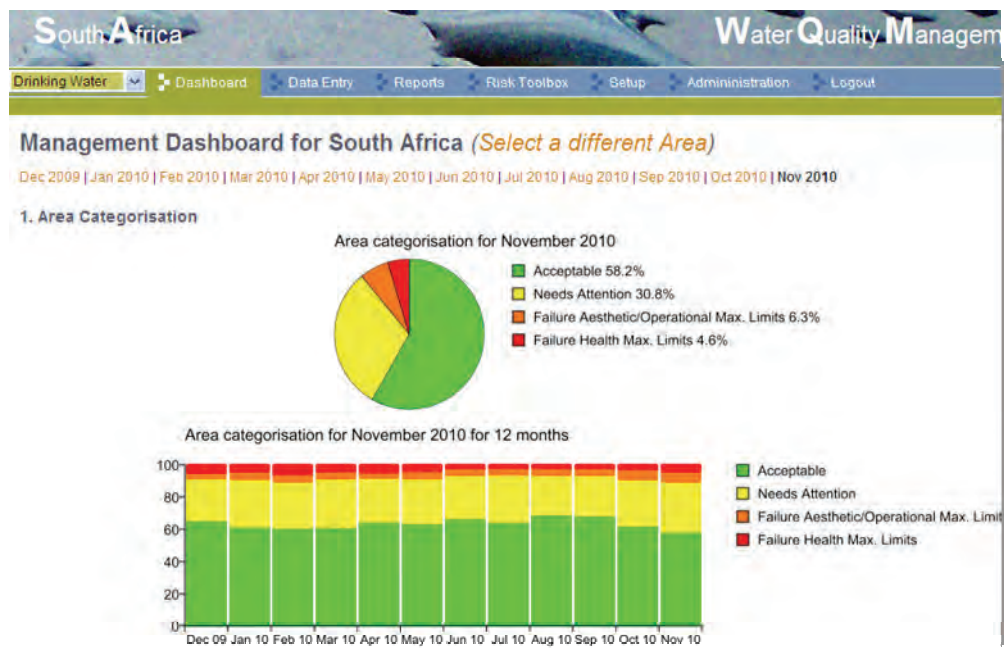 South Africa Water Quality Managem
Drinking Water Dashboard Data Entry Reports Risk Toolbox Setup Admininistration Logout
Management Dashboard for South Africa (Select a different Area)
Dec 2009 | Jan 2010 | Feb 2010 | Mar 2010 | Apr 2010 | May 2010 | Jun 2010 | Jul 2010 | Aug 2010 | Sep 2010 | Oct 2010 | Nov 2010
1. Area Categorisation
Area categorisation for November 2010
Acceptable 58.2%
Needs Attention 30.8%
Failure Aesthetic/Operational Max. Limits 6.3%
Failure Health Max. Limits 4.6%
Area categorisation for November 2010 for 12 months
100
80
60
40
20
0
Dec 09 Jan 10 Feb 10 Mar 10 Apr 10 May 10 Jun 10 Jul 10 Aug 10 Sep 10 Oct 10 Nov 10
Acceptable
Needs Attention
Failure Aesthetic/Operational Max. Limit
Failure Health Max. Limits